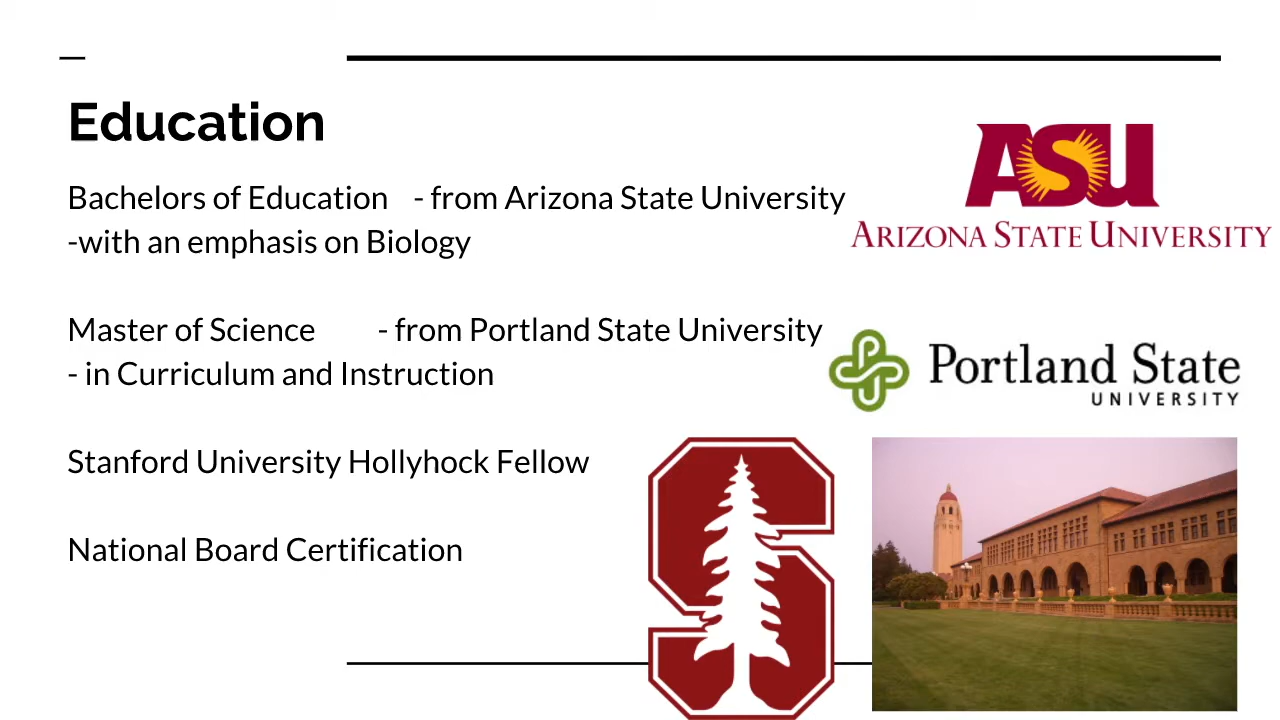 Education
Bachelors of Education - from Arizona State University
-with an emphasis on Biology
Master of Science - from Portland State University
- in Curriculum and Instruction
Stanford University Hollyhock Fellow
National Board Certification
ASU
ARIZONA STATE UNIVERSITY
Portland State
UNIVERSITY
S